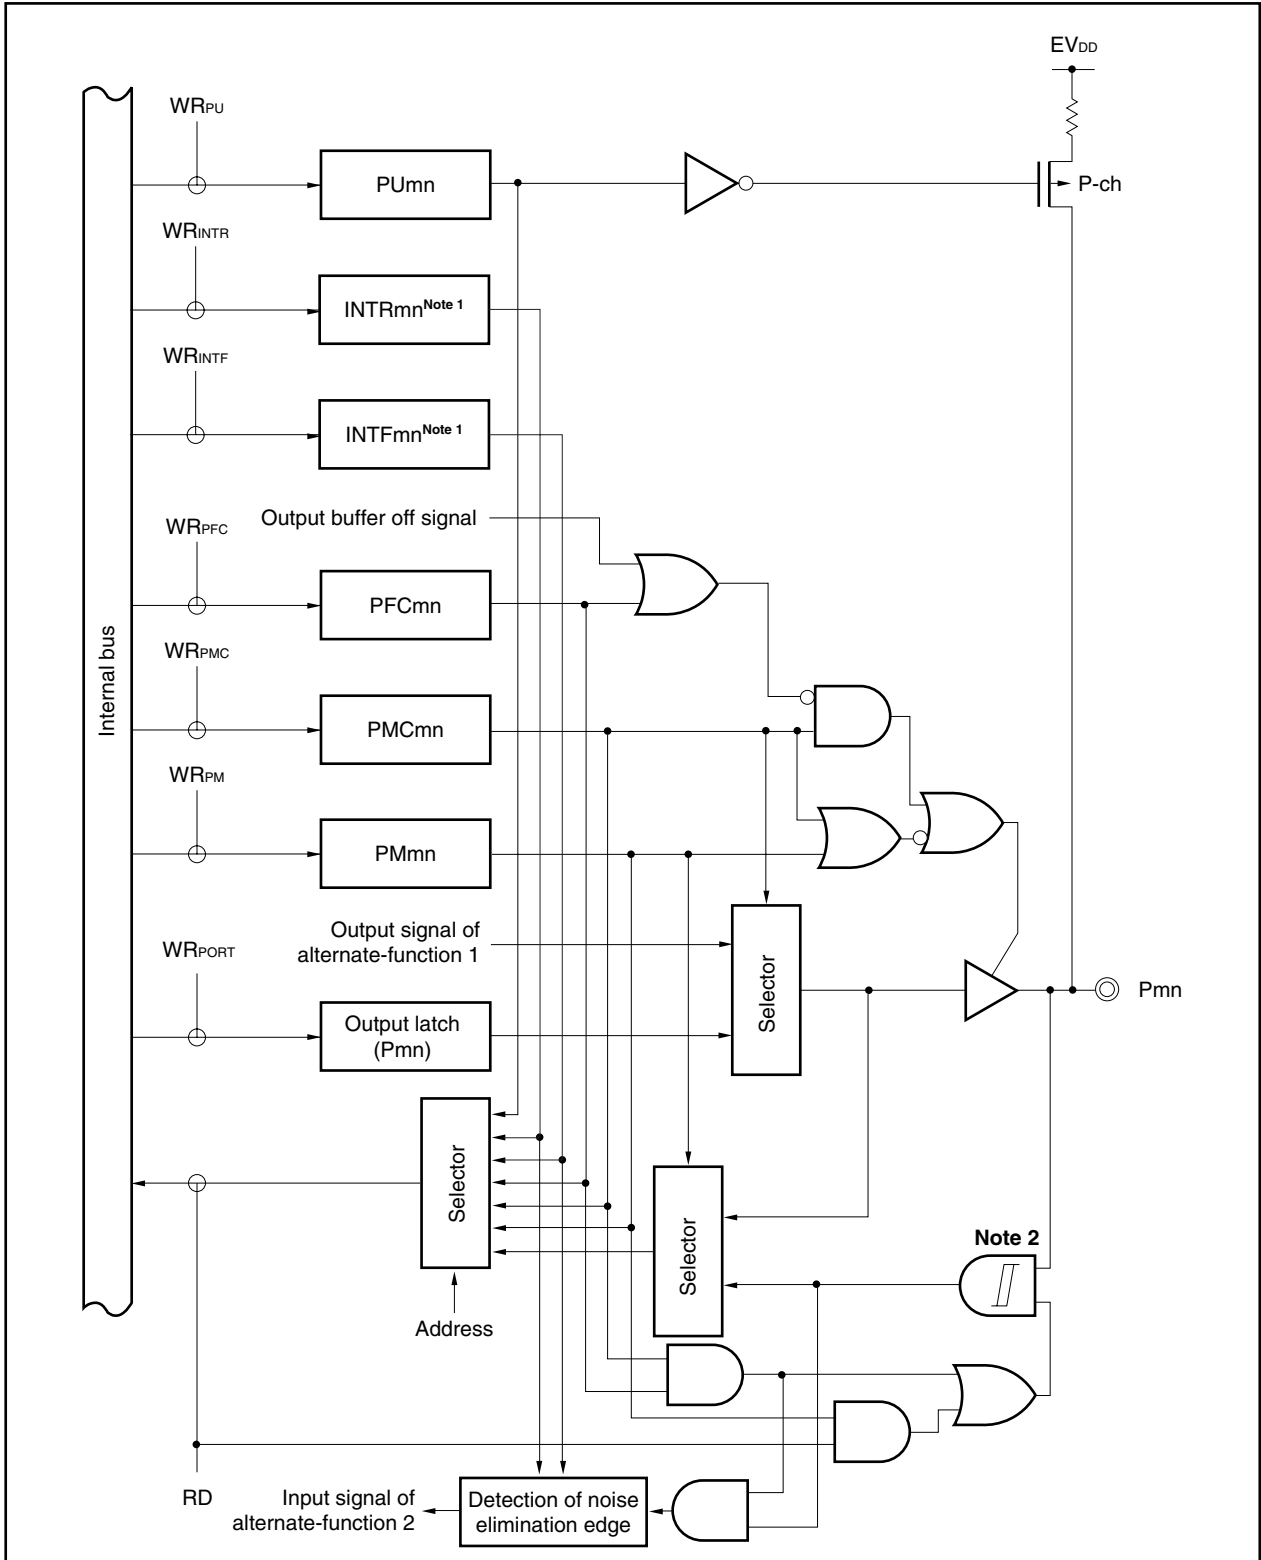 EVDD
WRPU
PUmn
P-ch
WRINTR
INTRmnNote 1
WRINTF
INTFmnNote 1
Output buffer off signal
WRPFC
PFCmn
Internal bus
WRPMC
PMCmn
WRPM
PMmn
Output signal of
alternate-function 1
WRPORT
Output latch
(Pmn)
Selector
Pmn
Selector
Selector
Note 2
Address
RD
Input signal of
alternate-function 2
Detection of noise
elimination edge